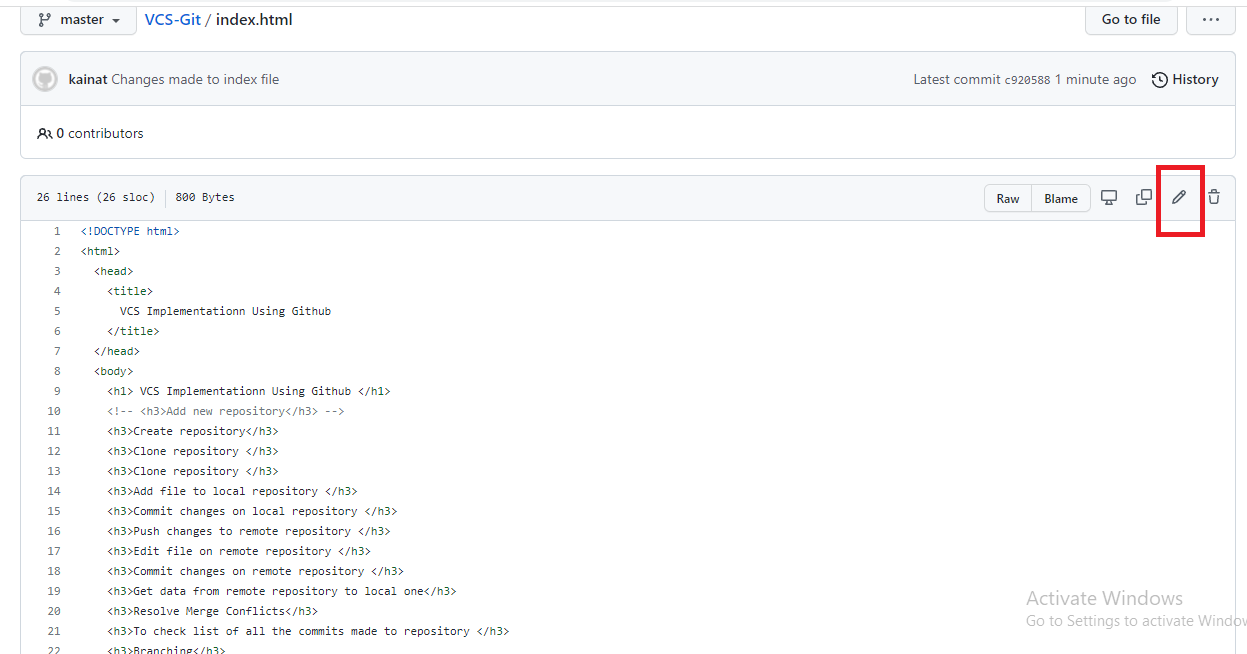 master VCS-Git / index.html Go to file ...
kainat Changes made to index file Latest commit c920588 1 minute ago History
0 contributors
26 lines (26 sloc) 800 Bytes Raw Blame
1 <!DOCTYPE html>
2 <html>
3 <head>
4 <title>
5 VCS Implementationn Using Github
6 </title>
7 </head>
8 <body>
9 <h1> VCS Implementationn Using Github </h1>
10 <!-- <h3>Add new repository</h3> -->
11 <h3>Create repository</h3>
12 <h3>Clone repository </h3>
13 <h3>Clone repository </h3>
14 <h3>Add file to local repository </h3>
15 <h3>Commit changes on local repository </h3>
16 <h3>Push changes to remote repository </h3>
17 <h3>Edit file on remote repository </h3>
18 <h3>Commit changes on remote repository </h3>
19 <h3>Get data from remote repository to local one</h3>
20 <h3>Resolve Merge Conflicts</h3>
21 <h3>To check list of all the commits made to repository </h3>
22 <h3>Branching</h3>
Activate Windows
Go to Settings to activate Window